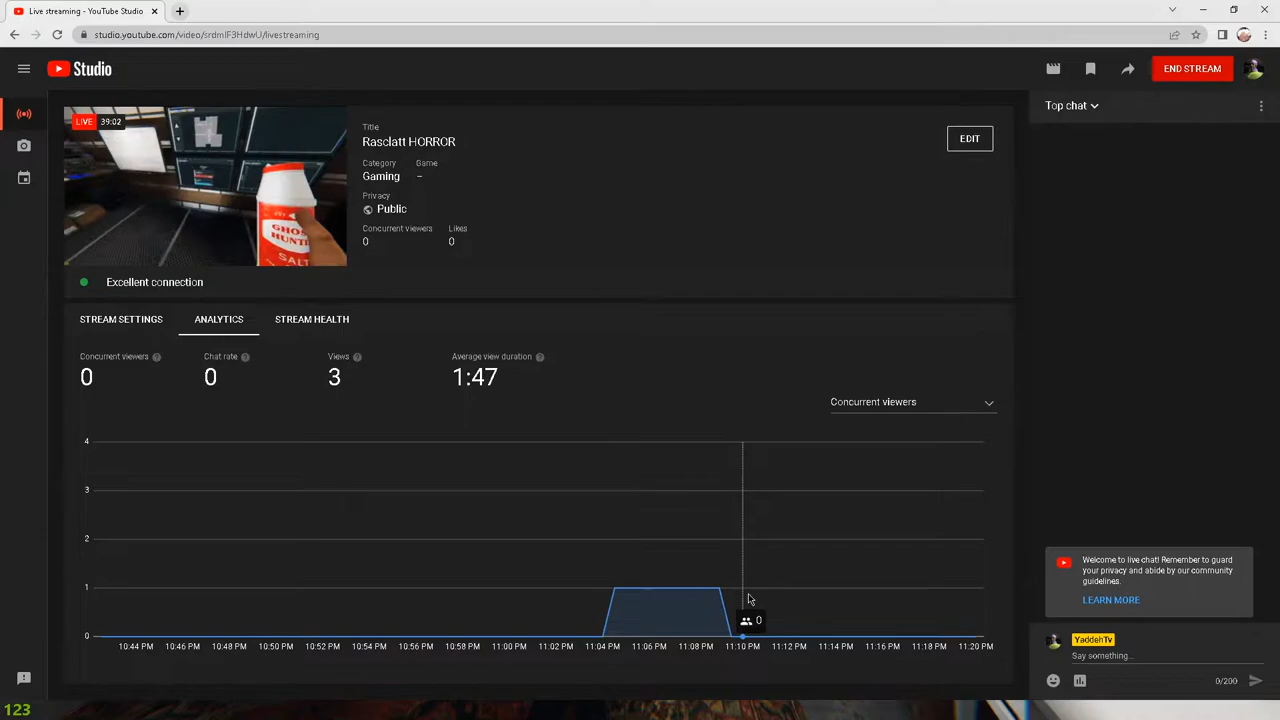 Live streaming - YouTube Studio
studio.youtube.com/video/srdmIF3HdwU/livestreaming
Studio
END STREAM
LIVE 39:02
GHOS
HUNTI
SALT
Title
Rasclatt HORROR
Category Game
Gaming –
Privacy
Public
Concurrent viewers Likes
0 0
EDIT
Top chat
Excellent connection
STREAM SETTINGS ANALYTICS STREAM HEALTH
Concurrent viewers Chat rate Views Average view duration
0 0 3 1:47
Concurrent viewers
4
3
2
1
0
0
10:44 PM 10:46 PM 10:48 PM 10:50 PM 10:52 PM 10:54 PM 10:56 PM 10:58 PM 11:00 PM 11:02 PM 11:04 PM 11:06 PM 11:08 PM 11:10 PM 11:12 PM 11:14 PM 11:16 PM 11:18 PM 11:20 PM
Welcome to live chat! Remember to guard
your privacy and abide by our community
guidelines.
LEARN MORE
YaddehTv
Say something...
0/200
123